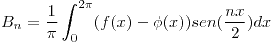 $B_n = \frac{1}{\pi} \int_0^{2\pi} (f(x) - \phi(x)) sen(\frac{nx}{2}) dx$